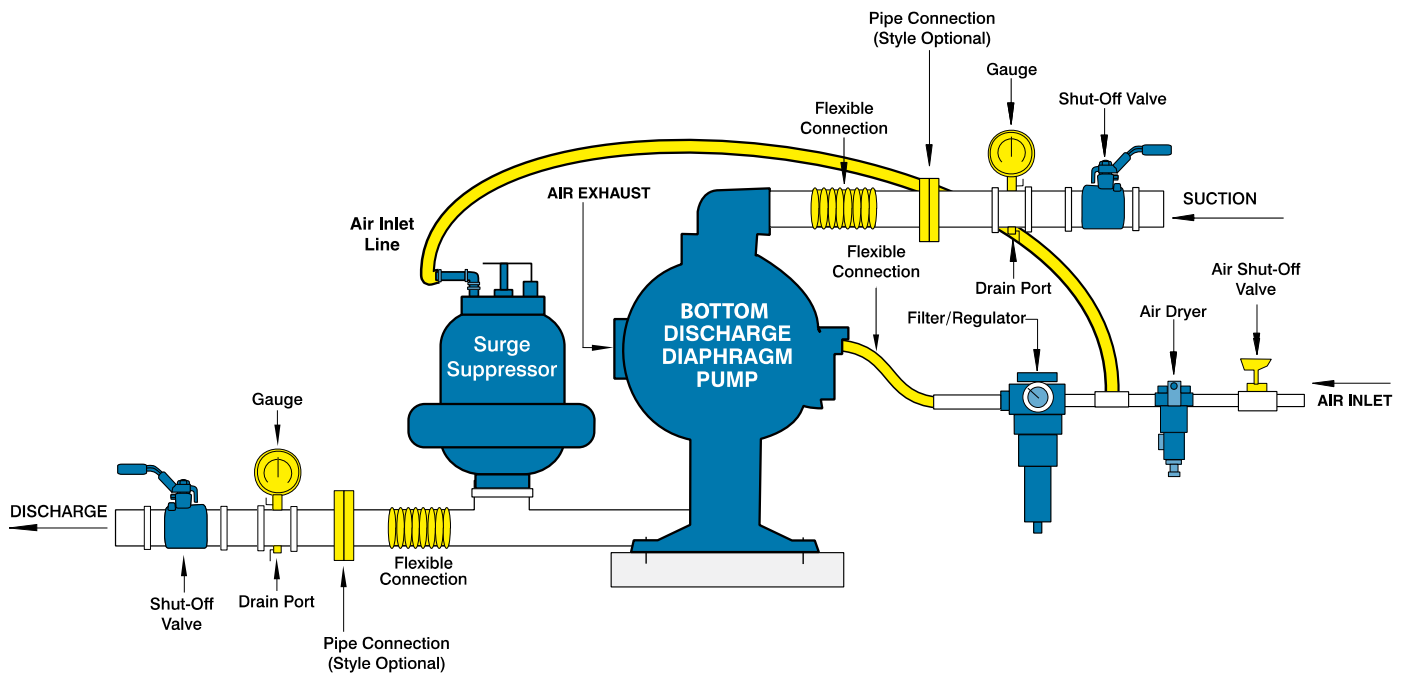 Pipe Connection
(Style Optional)
Gauge
Shut-Off Valve
Flexible
Connection
AIR EXHAUST
SUCTION
Air Inlet
Line
Flexible
Connection
Drain Port
Air Shut-Off
Valve
Filter/Regulator
Air Dryer
BOTTOM
DISCHARGE
DIAPHRAGM
PUMP
Surge
Suppressor
AIR INLET
Gauge
DISCHARGE
Flexible
Connection
Shut-Off
Valve
Drain Port
Pipe Connection
(Style Optional)